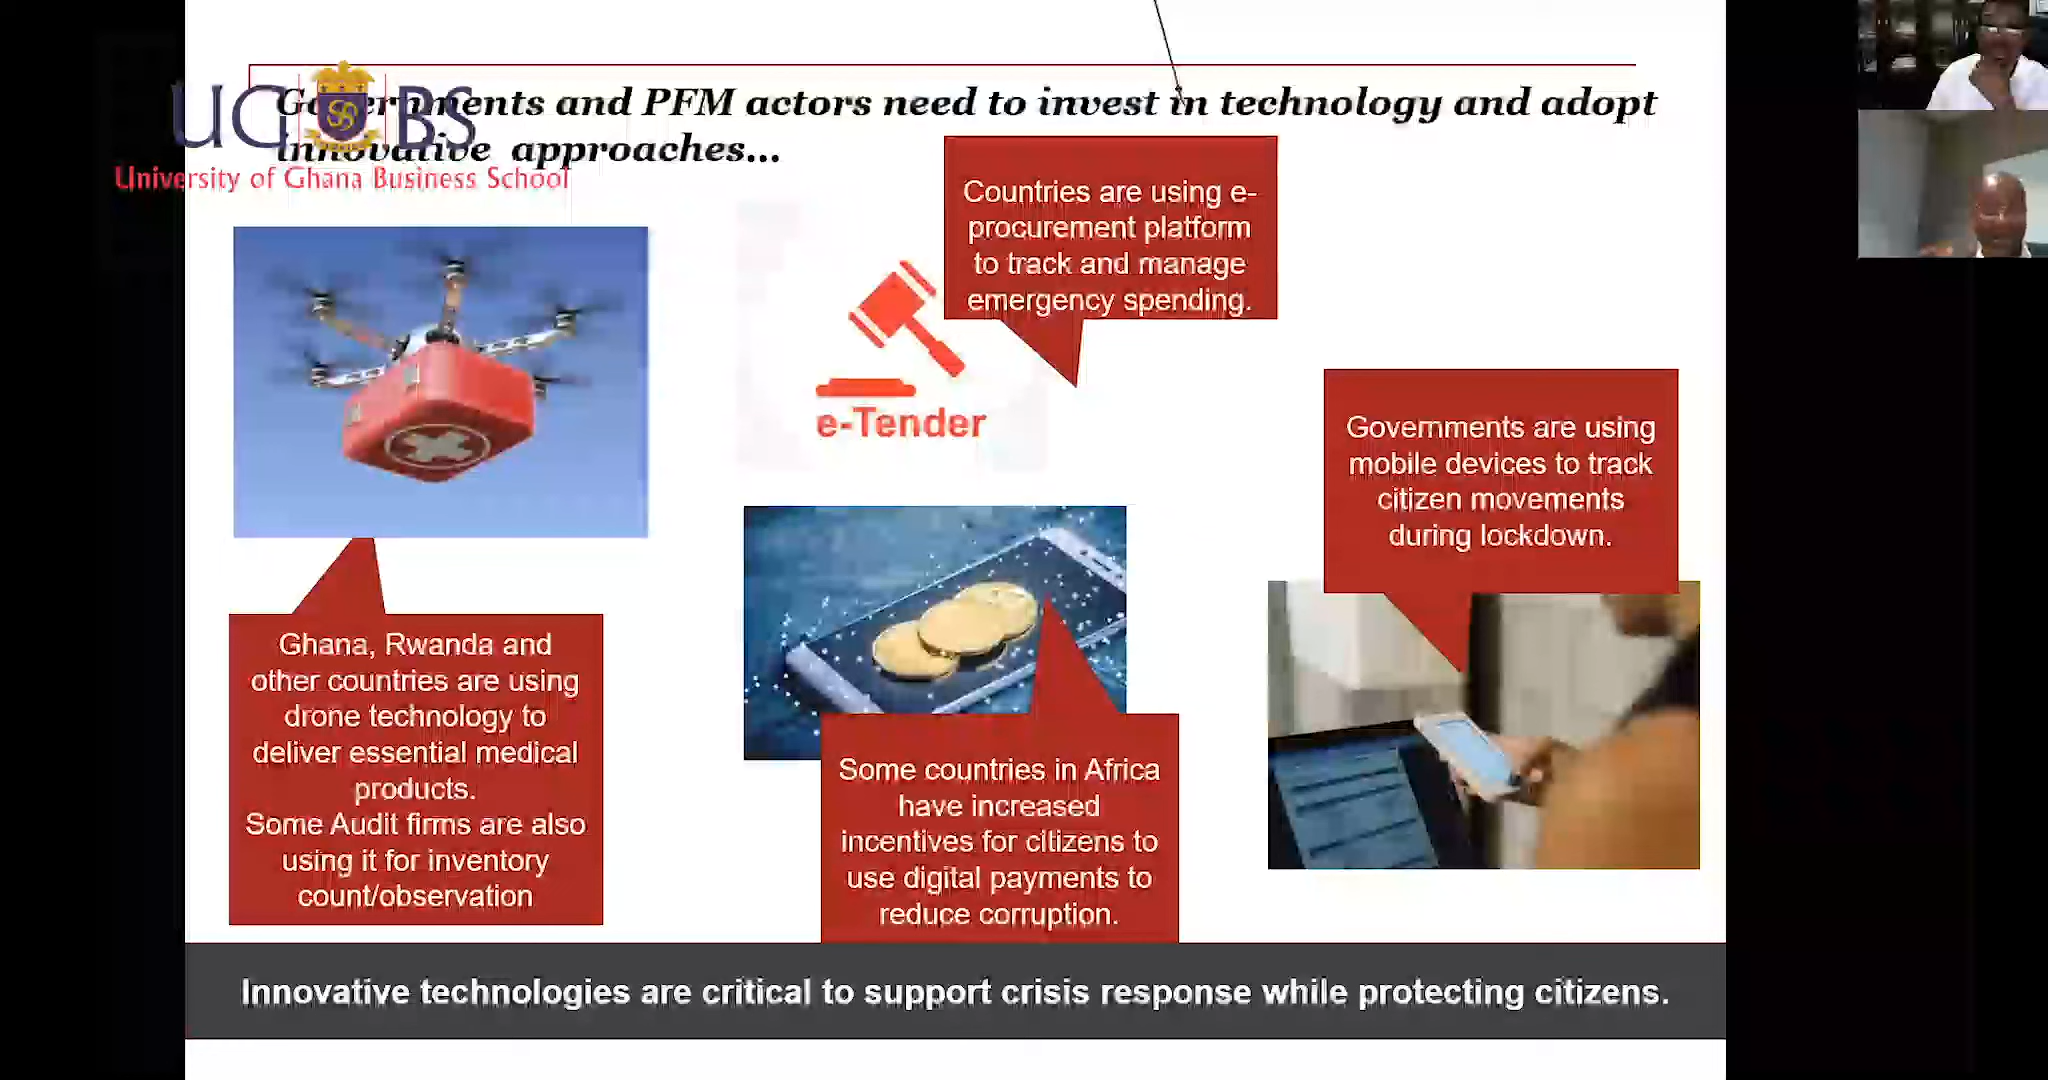 Governments and PFM actors need to invest in technology and adopt
innovative approaches...
UG BS
University of Ghana Business School
Countries are using e-
procurement platform
to track and manage
emergency spending.
e-Tender
Governments are using
mobile devices to track
citizen movements
during lockdown.
Ghana, Rwanda and
other countries are using
drone technology to
deliver essential medical
products.
Some Audit firms are also
using it for inventory
count/observation
Some countries in Africa
have increased
incentives for citizens to
use digital payments to
reduce corruption.
Innovative technologies are critical to support crisis response while protecting citizens.